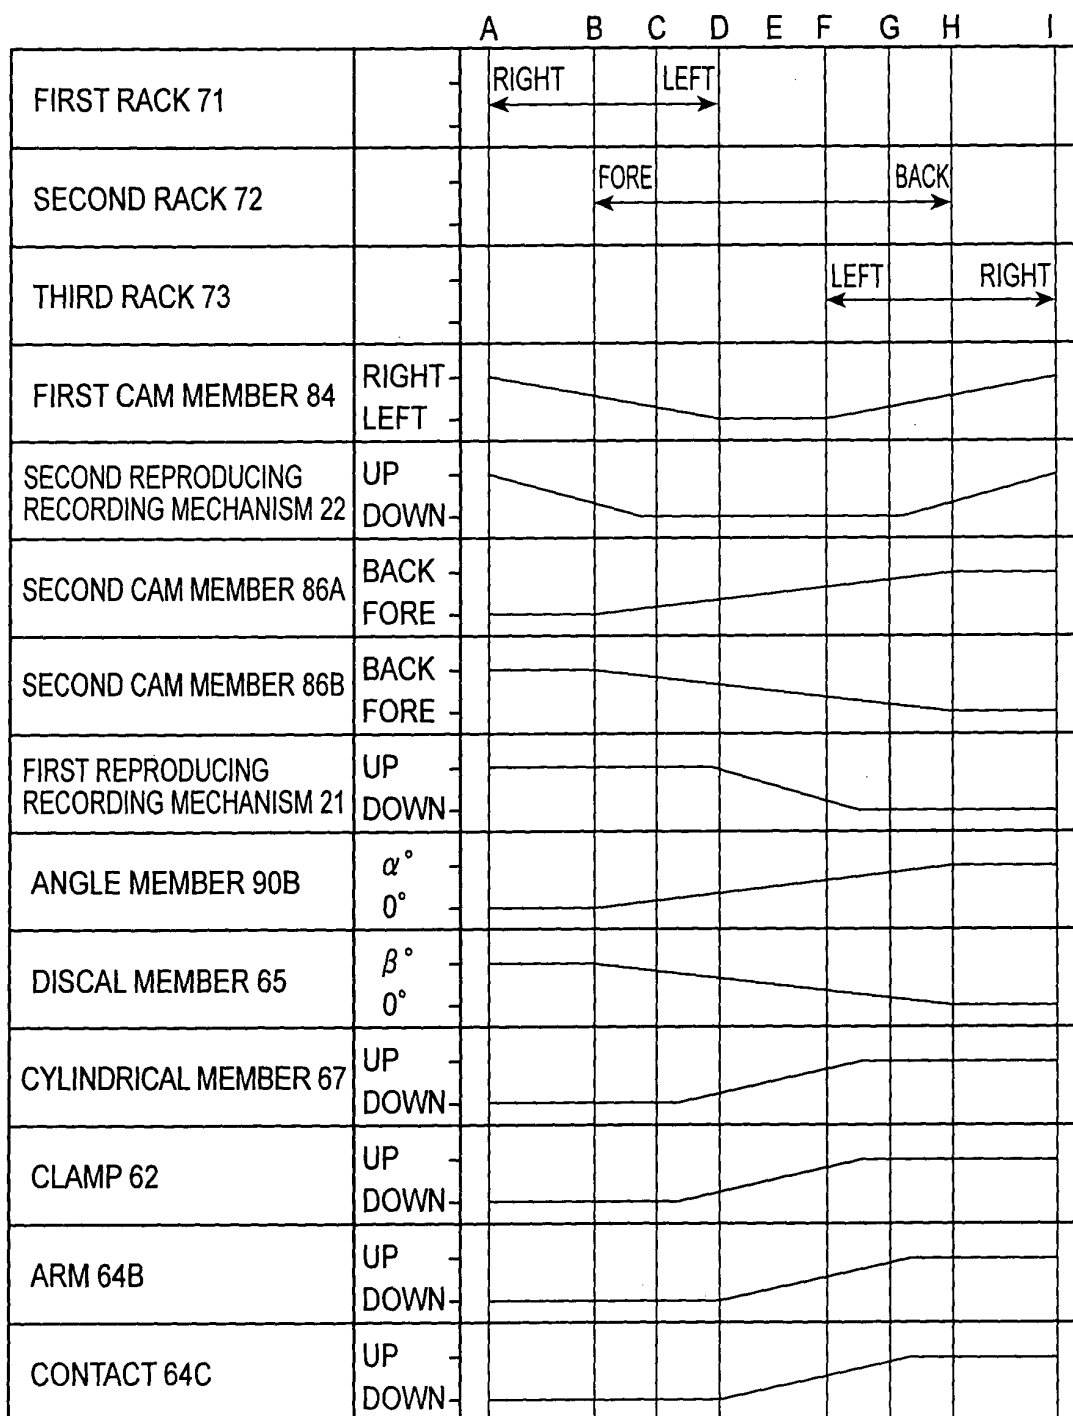 A B C D E F G H I
FIRST RACK 71
RIGHT LEFT
SECOND RACK 72
FORE BACK
THIRD RACK 73
LEFT RIGHT
FIRST CAM MEMBER 84
RIGHT
LEFT
SECOND REPRODUCING
RECORDING MECHANISM 22
UP
DOWN
SECOND CAM MEMBER 86A
BACK
FORE
SECOND CAM MEMBER 86B
BACK
FORE
FIRST REPRODUCING
RECORDING MECHANISM 21
UP
DOWN
ANGLE MEMBER 90B
α°
0°
DISCAL MEMBER 65
β°
0°
CYLINDRICAL MEMBER 67
UP
DOWN
CLAMP 62
UP
DOWN
ARM 64B
UP
DOWN
CONTACT 64C
UP
DOWN